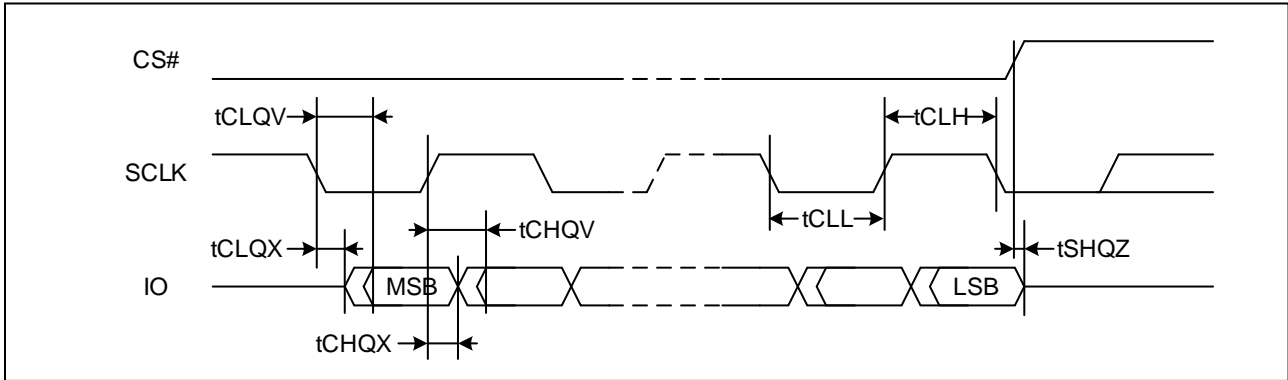 CS#
tCLQV
tCLH
SCLK
tCLL
tCHQV
tCLQX
tSHQZ
IO
MSB
LSB
tCHQX